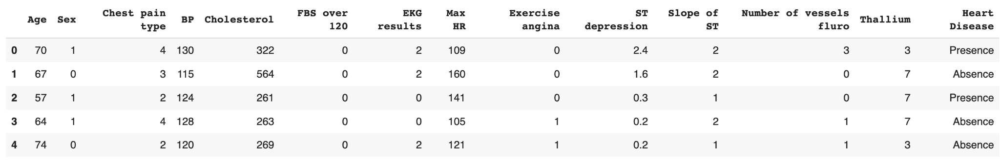 Age Sex Chest pain type BP Cholesterol FBS over 120 EKG results Max HR Exercise angina ST depression Slope of ST Number of vessels fluro Thallium Heart Disease
0 70 1 4 130 322 0 2 109 0 2.4 2 3 3 Presence
1 67 0 3 115 564 0 2 160 0 1.6 2 0 7 Absence
2 57 1 2 124 261 0 0 141 0 0.3 1 0 7 Presence
3 64 1 4 128 263 0 0 105 1 0.2 2 1 7 Absence
4 74 0 2 120 269 0 2 121 1 0.2 1 1 3 Absence